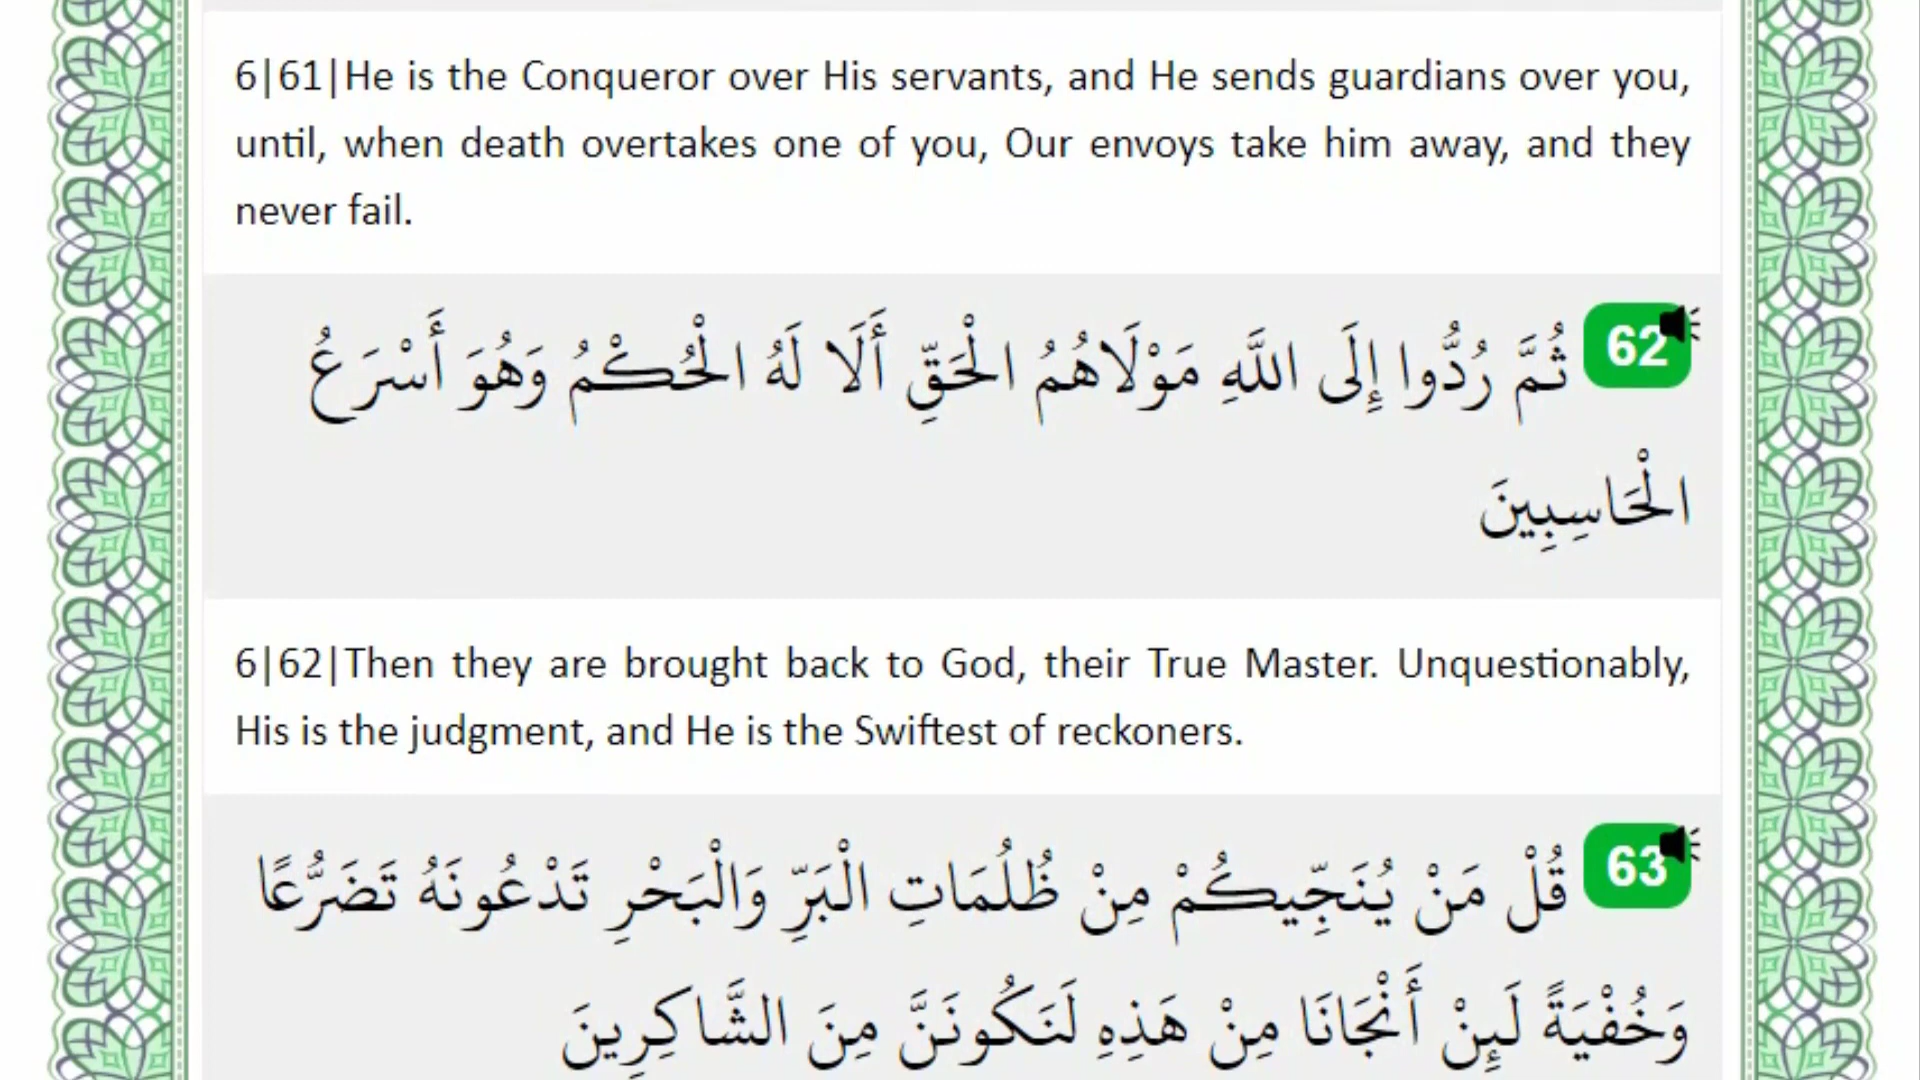 6|61|He is the Conqueror over His servants, and He sends guardians over you,
until, when death overtakes one of you, Our envoys take him away, and they
never fail.
62 ثُمَّ رُدُّوا إِلَى اللَّهِ مَوْلَاهُمُ الْحَقِّ أَلَا لَهُ الْحُكْمُ وَهُوَ أَسْرَعُ
الْحَاسِبِينَ
6|62|Then they are brought back to God, their True Master. Unquestionably,
His is the judgment, and He is the Swiftest of reckoners.
63 قُلْ مَنْ يُنَجِّيكُمْ مِنْ ظُلُمَاتِ الْبَرِّ وَالْبَحْرِ تَدْعُونَهُ تَضَرُّعًا
وَخُفْيَةً لَئِنْ أَنْجَانَا مِنْ هَذِهِ لَنَكُونَنَّ مِنَ الشَّاكِرِينَ